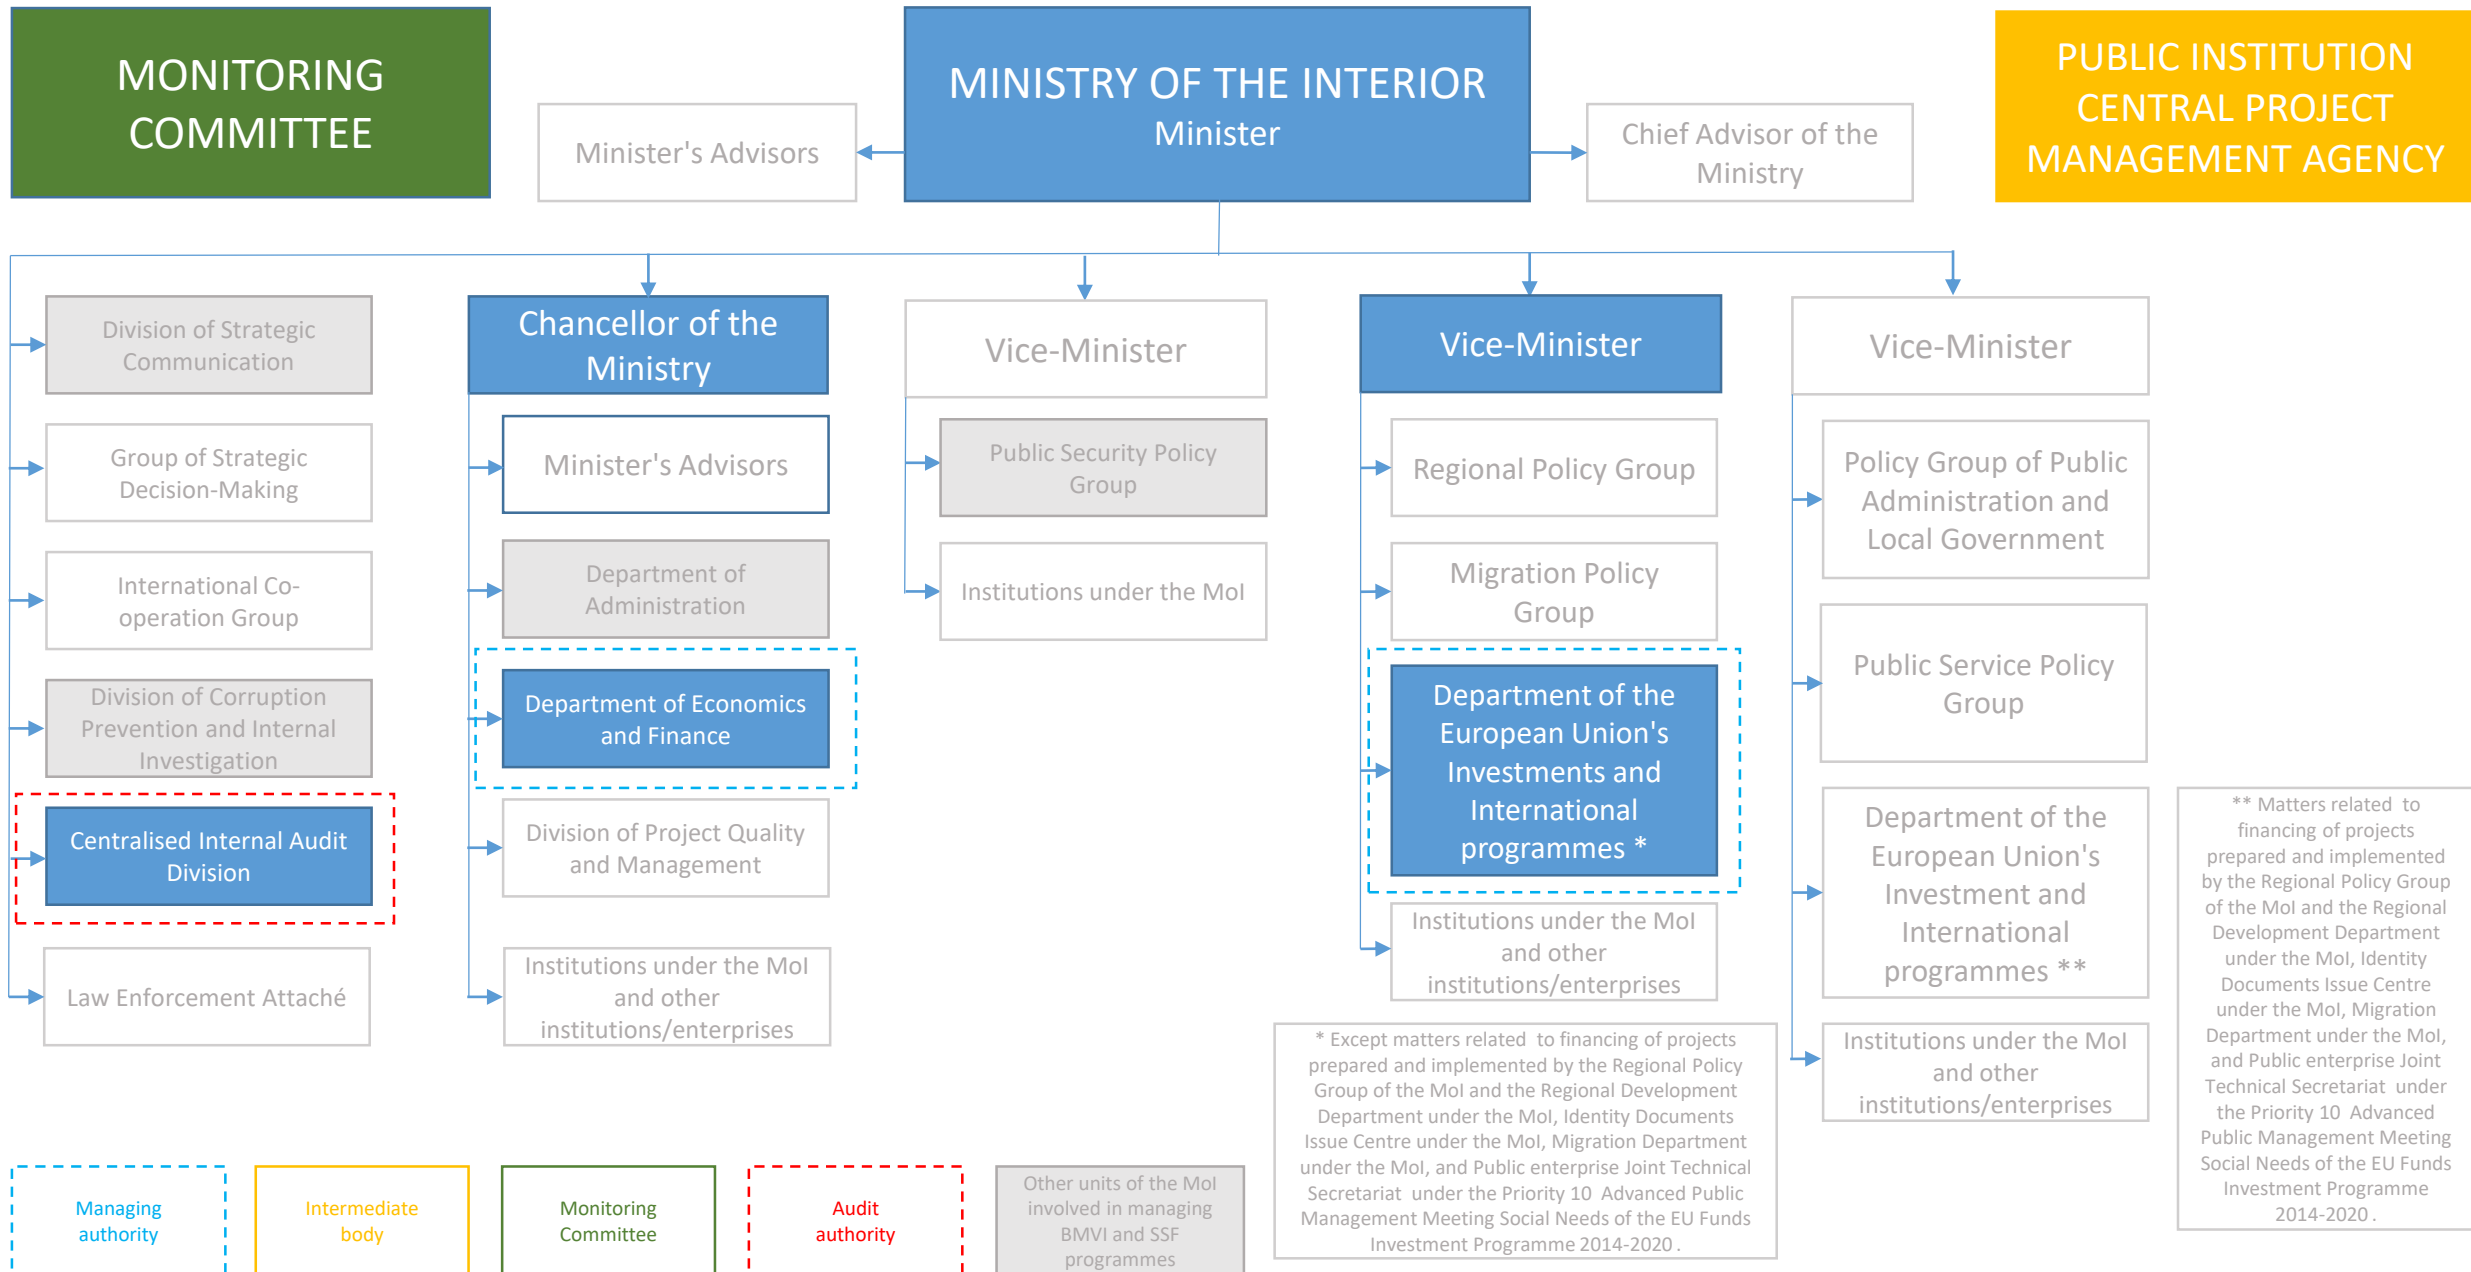 MONITORING
COMMITTEE
MINISTRY OF THE INTERIOR
Minister
PUBLIC INSTITUTION
CENTRAL PROJECT
MANAGEMENT AGENCY
Minister's Advisors
Chief Advisor of the
Ministry
Division of Strategic
Communication
Group of Strategic
Decision-Making
International Co-
operation Group
Division of Corruption
Prevention and Internal
Investigation
Centralised Internal Audit
Division
Law Enforcement Attaché
Chancellor of the
Ministry
Minister's Advisors
Department of
Administration
Department of Economics
and Finance
Division of Project Quality
and Management
Institutions under the MoI
and other
institutions/enterprises
Vice-Minister
Public Security Policy
Group
Institutions under the MoI
Vice-Minister
Regional Policy Group
Migration Policy
Group
Department of the
European Union's
Investments and
International
programmes *
Institutions under the MoI
and other
institutions/enterprises
* Except matters related to financing of projects
prepared and implemented by the Regional Policy
Group of the MoI and the Regional Development
Department under the MoI, Identity Documents
Issue Centre under the MoI, Migration Department
under the MoI, and Public enterprise Joint Technical
Secretariat under the Priority 10 Advanced Public
Management Meeting Social Needs of the EU Funds
Investment Programme 2014-2020 .
Vice-Minister
Policy Group of Public
Administration and
Local Government
Public Service Policy
Group
Department of the
European Union's
Investment and
International
programmes **
Institutions under the MoI
and other
institutions/enterprises
** Matters related to
financing of projects
prepared and implemented
by the Regional Policy Group
of the MoI and the Regional
Development Department
under the MoI, Identity
Documents Issue Centre
under the MoI, Migration
Department under the MoI,
and Public enterprise Joint
Technical Secretariat under
the Priority 10 Advanced
Public Management Meeting
Social Needs of the EU Funds
Investment Programme
2014-2020 .
Managing
authority
Intermediate
body
Monitoring
Committee
Audit
authority
Other units of the MoI
involved in managing
BMVI and SSF
programmes